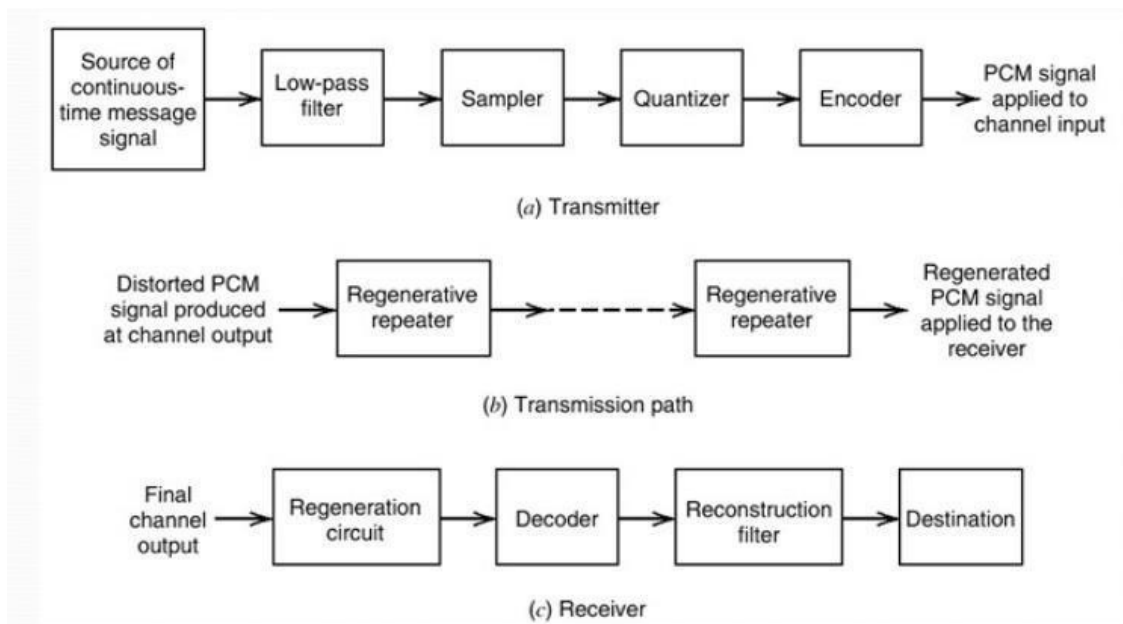 Source of
continuous-
time message
signal
Low-pass
filter
Sampler
Quantizer
Encoder
PCM signal
applied to
channel input
(a) Transmitter
Distorted PCM
signal produced
at channel output
Regenerative
repeater
Regenerative
repeater
Regenerated
PCM signal
applied to the
receiver
(b) Transmission path
Final
channel
output
Regeneration
circuit
Decoder
Reconstruction
filter
Destination
(c) Receiver